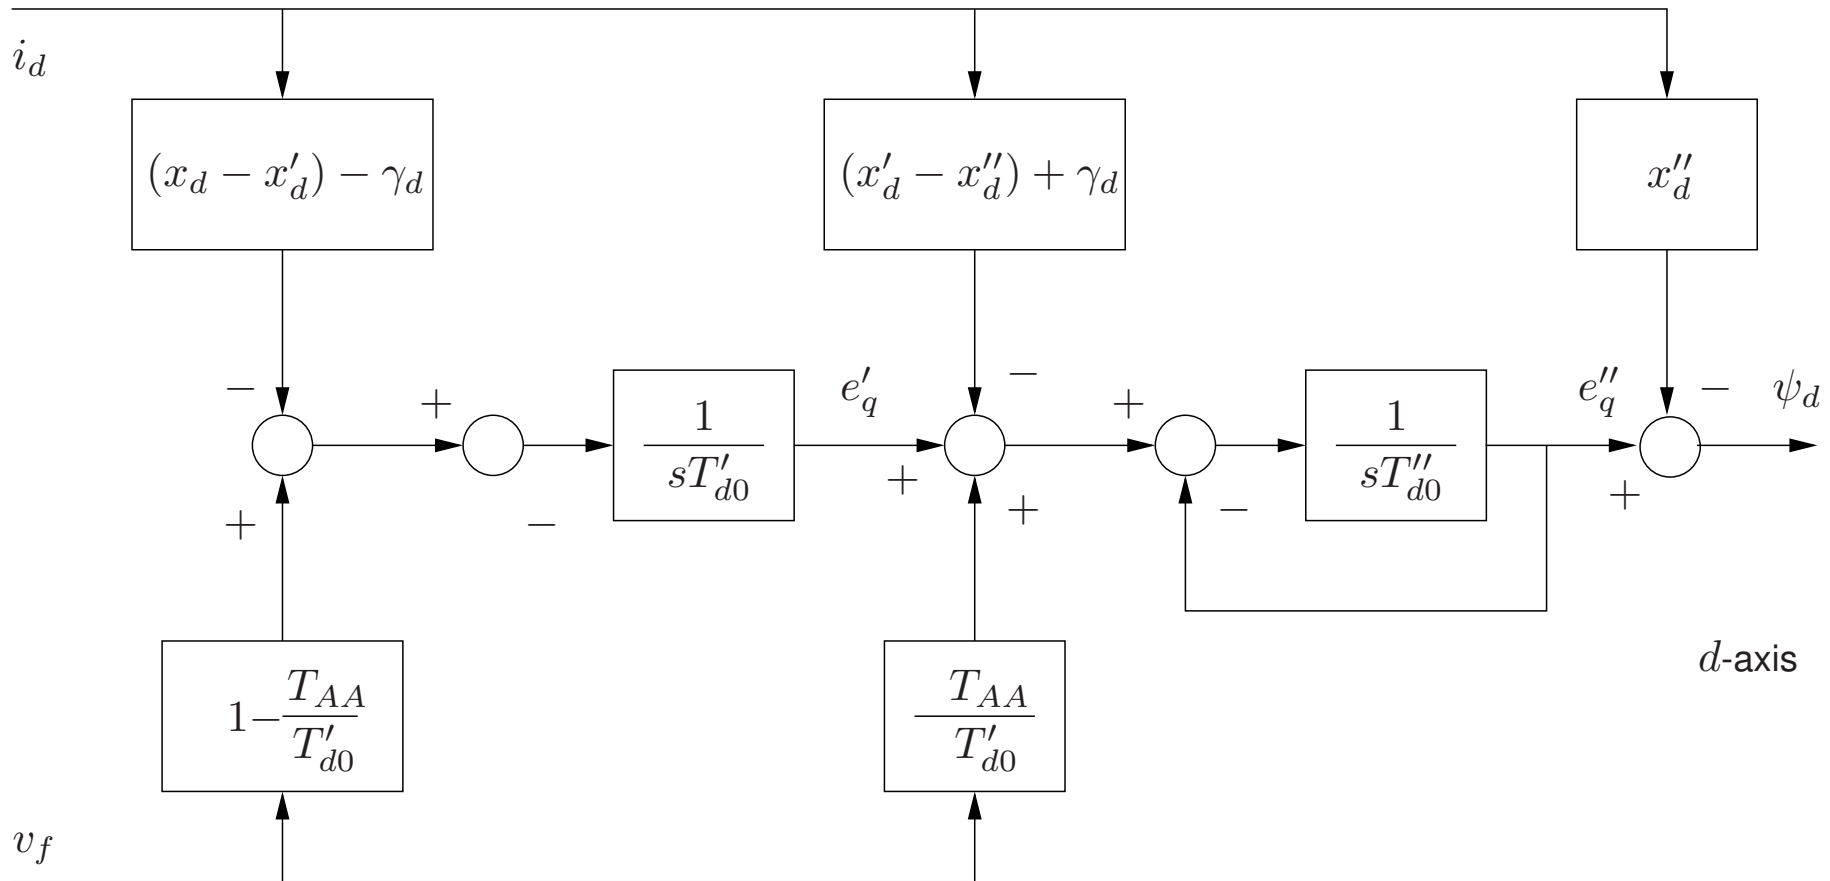 i_d
(x_d − x′_d) − γ_d
(x′_d − x″_d) + γ_d
x″_d
− + e′_q − + e″_q − ψ_d
1/(sT′_{d0})
1/(sT″_{d0})
+ − + + − +
d-axis
1−T_{AA}/T′_{d0}
T_{AA}/T′_{d0}
v_f